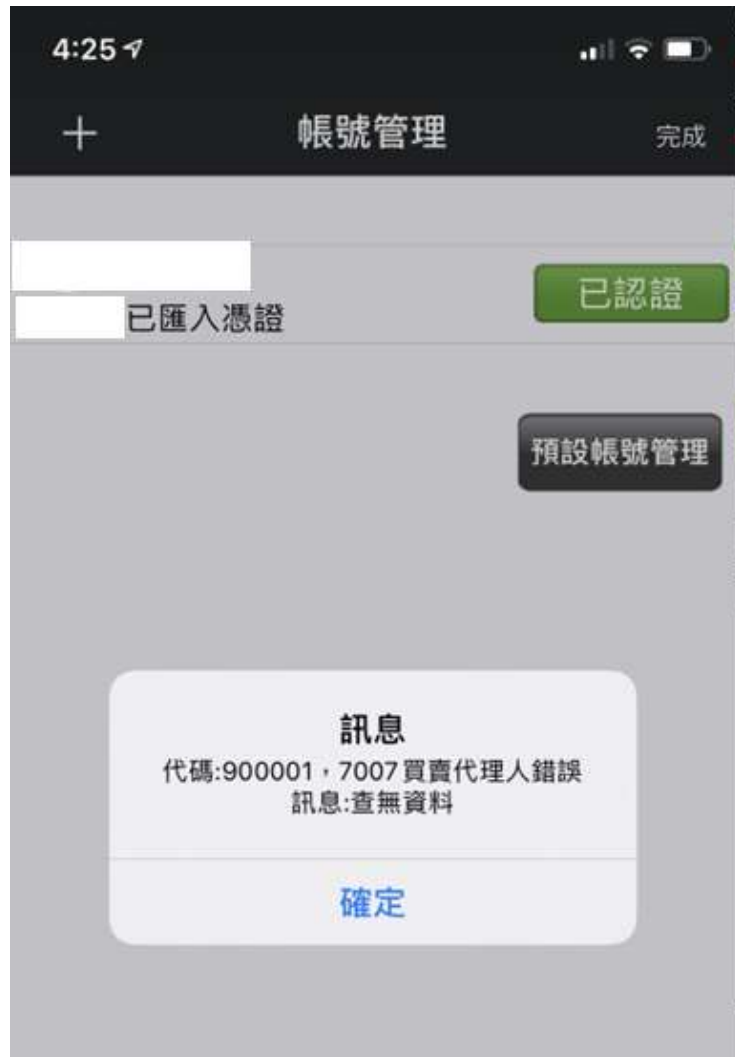 4:25
帳號管理
完成
已認證
已匯入憑證
預設帳號管理
訊息
代碼:900001，7007買賣代理人錯誤
訊息:查無資料
確定